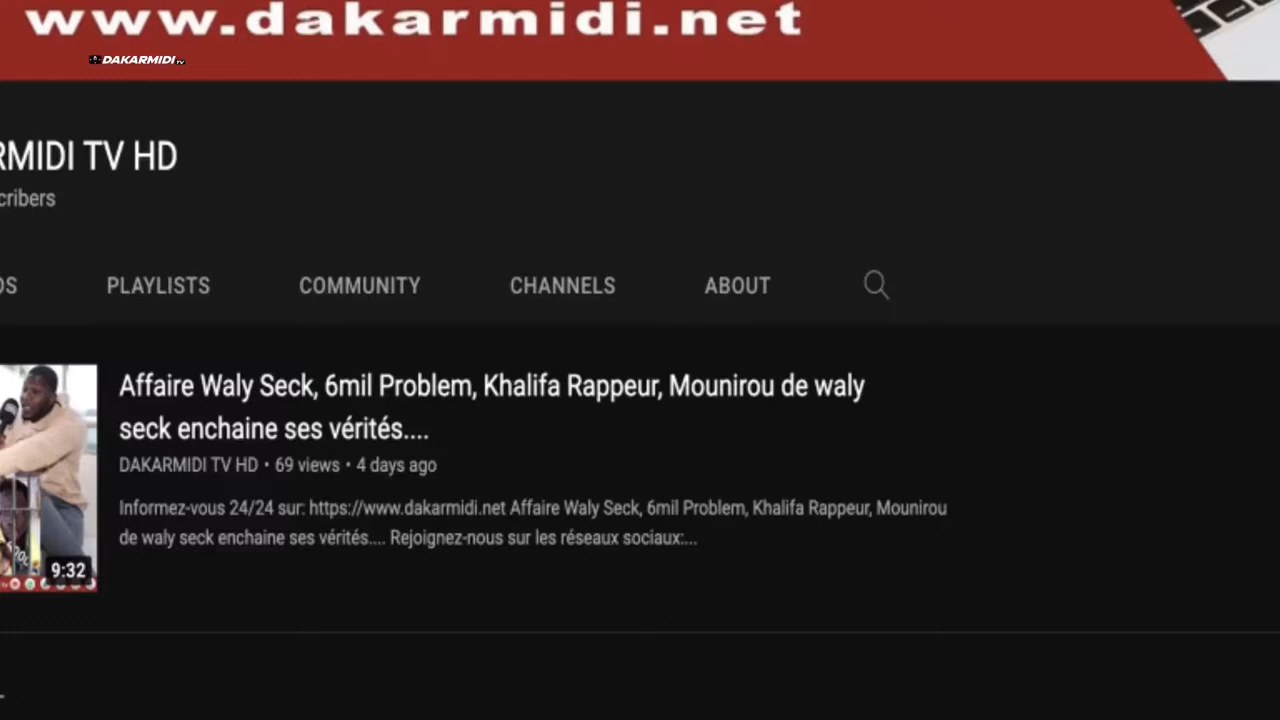 www.dakarmidi.net
DAKARMIDI TV
RMIDI TV HD
cribers
OS PLAYLISTS COMMUNITY CHANNELS ABOUT
Affaire Waly Seck, 6mil Problem, Khalifa Rappeur, Mounirou de waly
seck enchaine ses vérités....
DAKARMIDI TV HD • 69 views • 4 days ago
Informez-vous 24/24 sur: https://www.dakarmidi.net Affaire Waly Seck, 6mil Problem, Khalifa Rappeur, Mounirou
de waly seck enchaine ses vérités.... Rejoignez-nous sur les réseaux sociaux:...
9:32